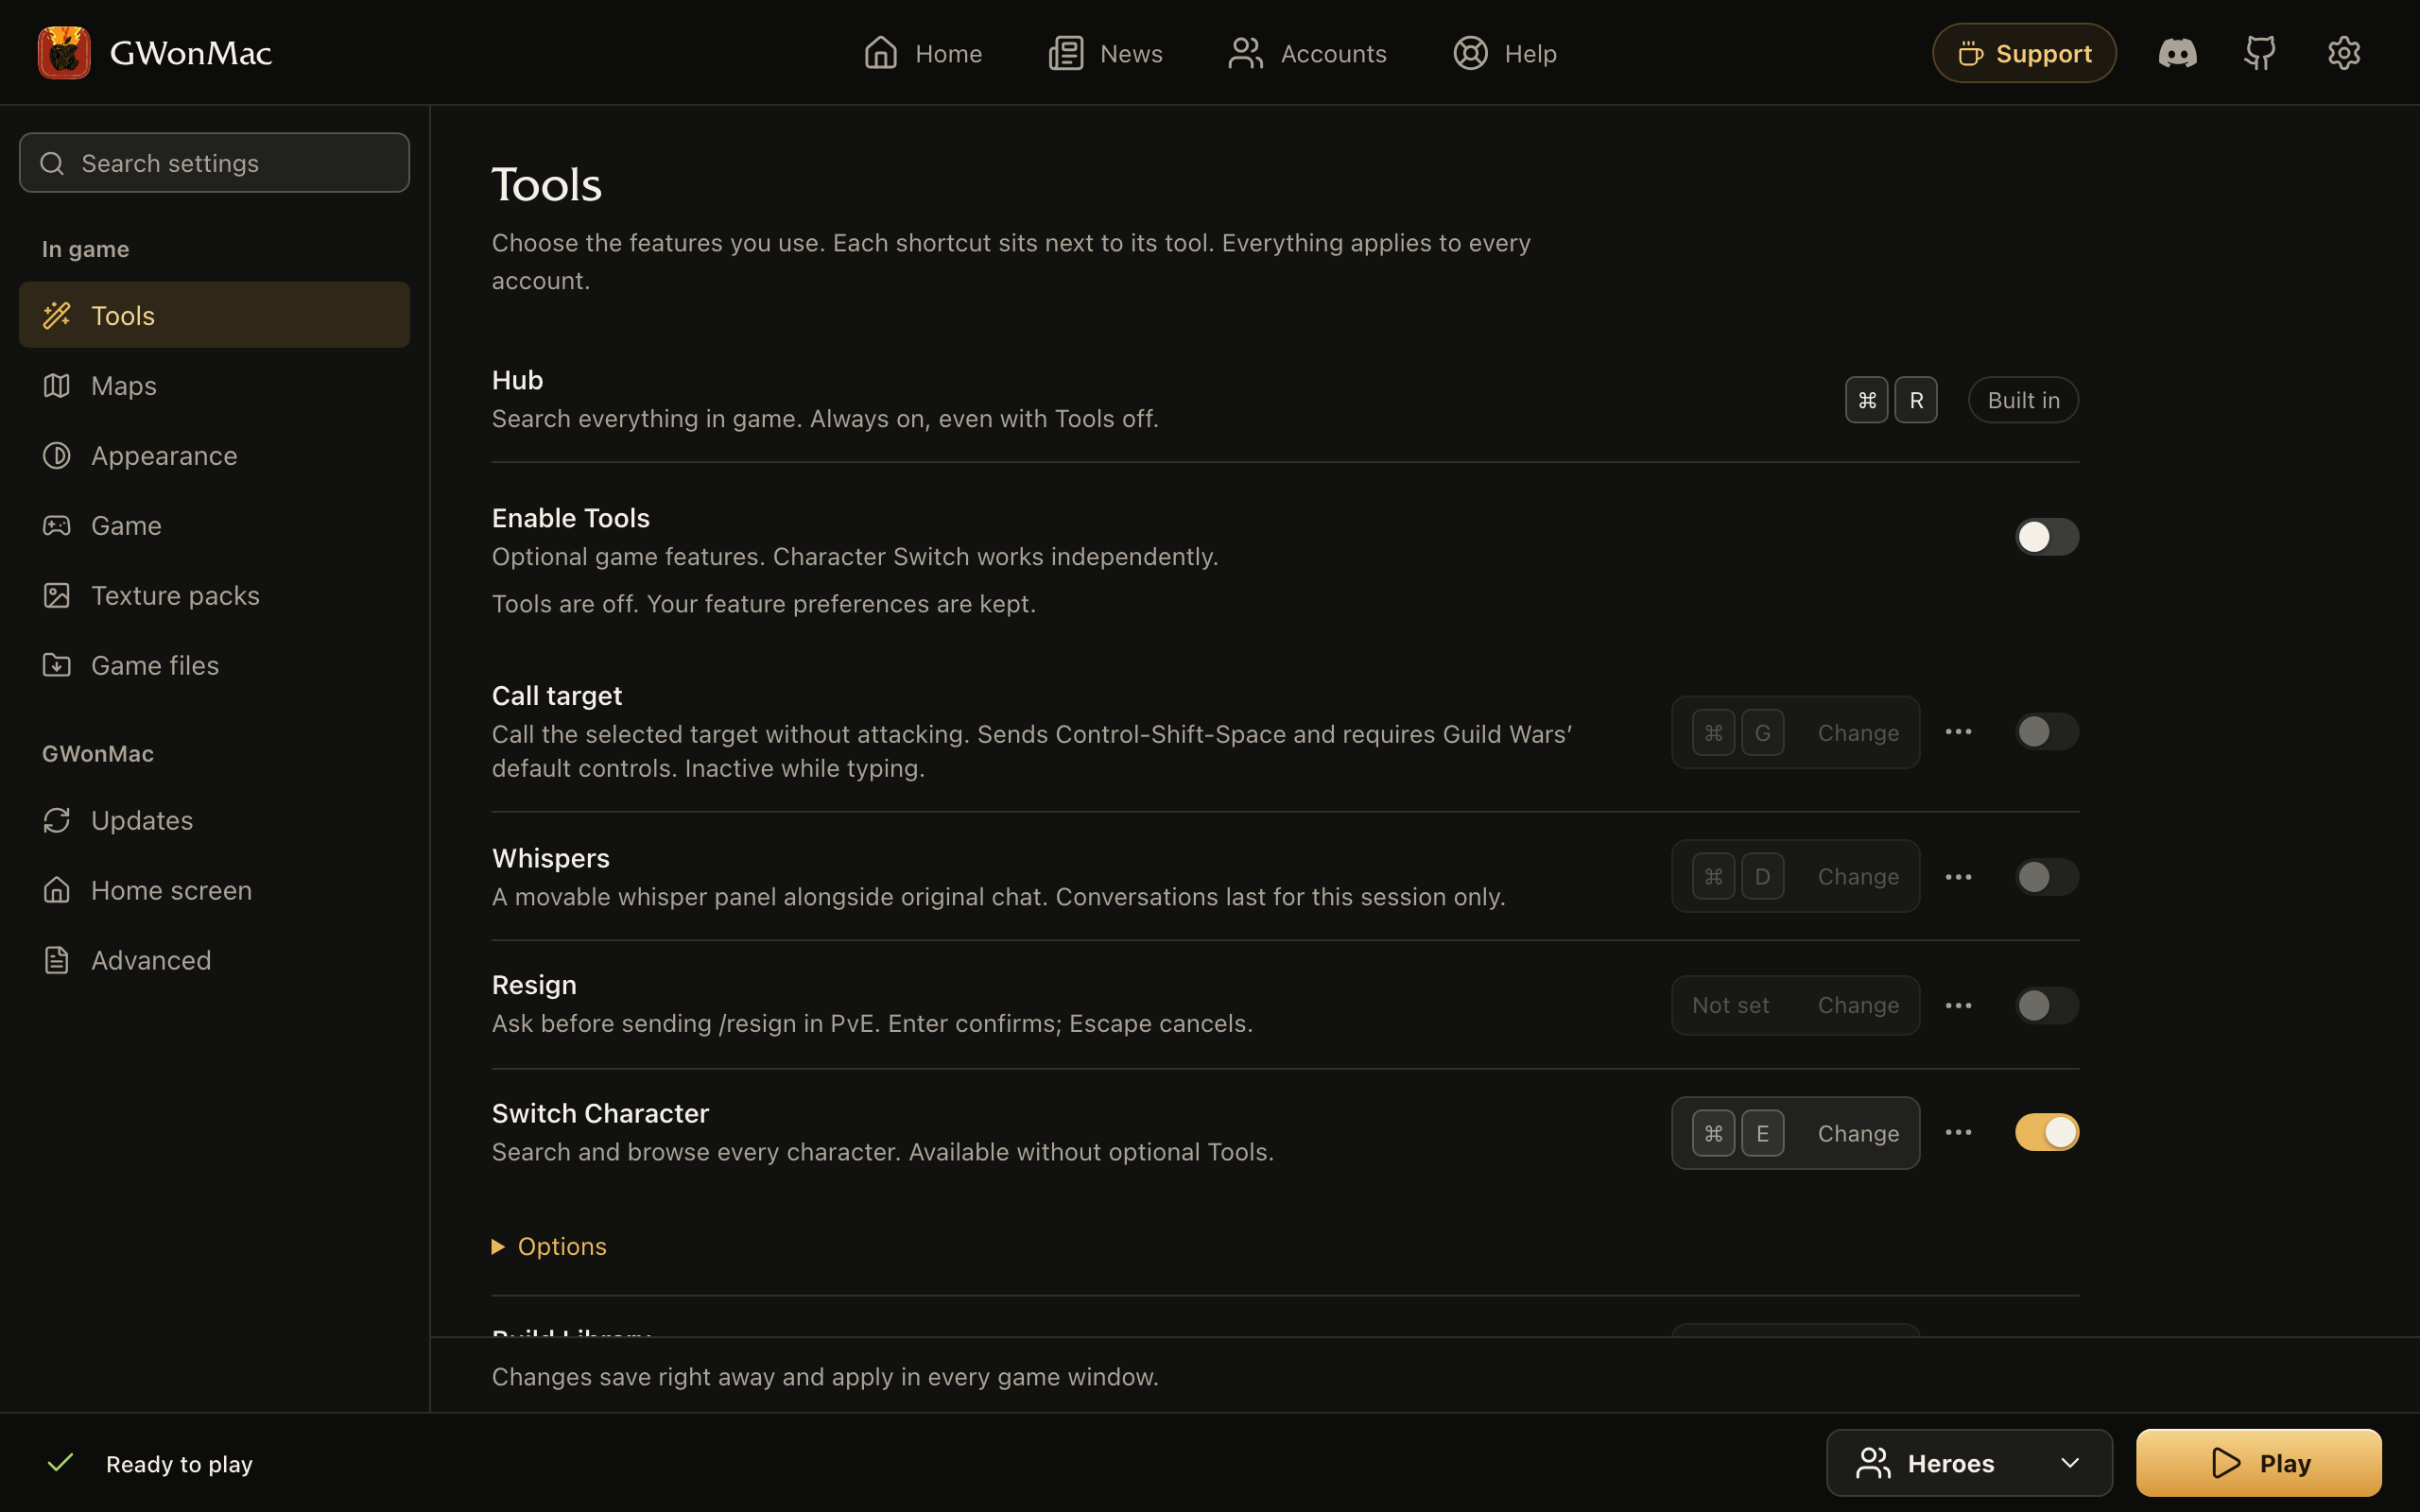 GWonMac
Home
News
Accounts
Help
Support
Search settings
In game
Tools
Maps
Appearance
Game
Texture packs
Game files
GWonMac
Updates
Home screen
Advanced
Tools
Choose the features you use. Each shortcut sits next to its tool. Everything applies to every
account.
Hub
Search everything in game. Always on, even with Tools off.
⌘ R Built in
Enable Tools
Optional game features. Character Switch works independently.
Tools are off. Your feature preferences are kept.
Call target
Call the selected target without attacking. Sends Control-Shift-Space and requires Guild Wars’
default controls. Inactive while typing.
⌘ G Change
Whispers
A movable whisper panel alongside original chat. Conversations last for this session only.
⌘ D Change
Resign
Ask before sending /resign in PvE. Enter confirms; Escape cancels.
Not set Change
Switch Character
Search and browse every character. Available without optional Tools.
⌘ E Change
Options
Build Library
Changes save right away and apply in every game window.
Ready to play
Heroes
Play